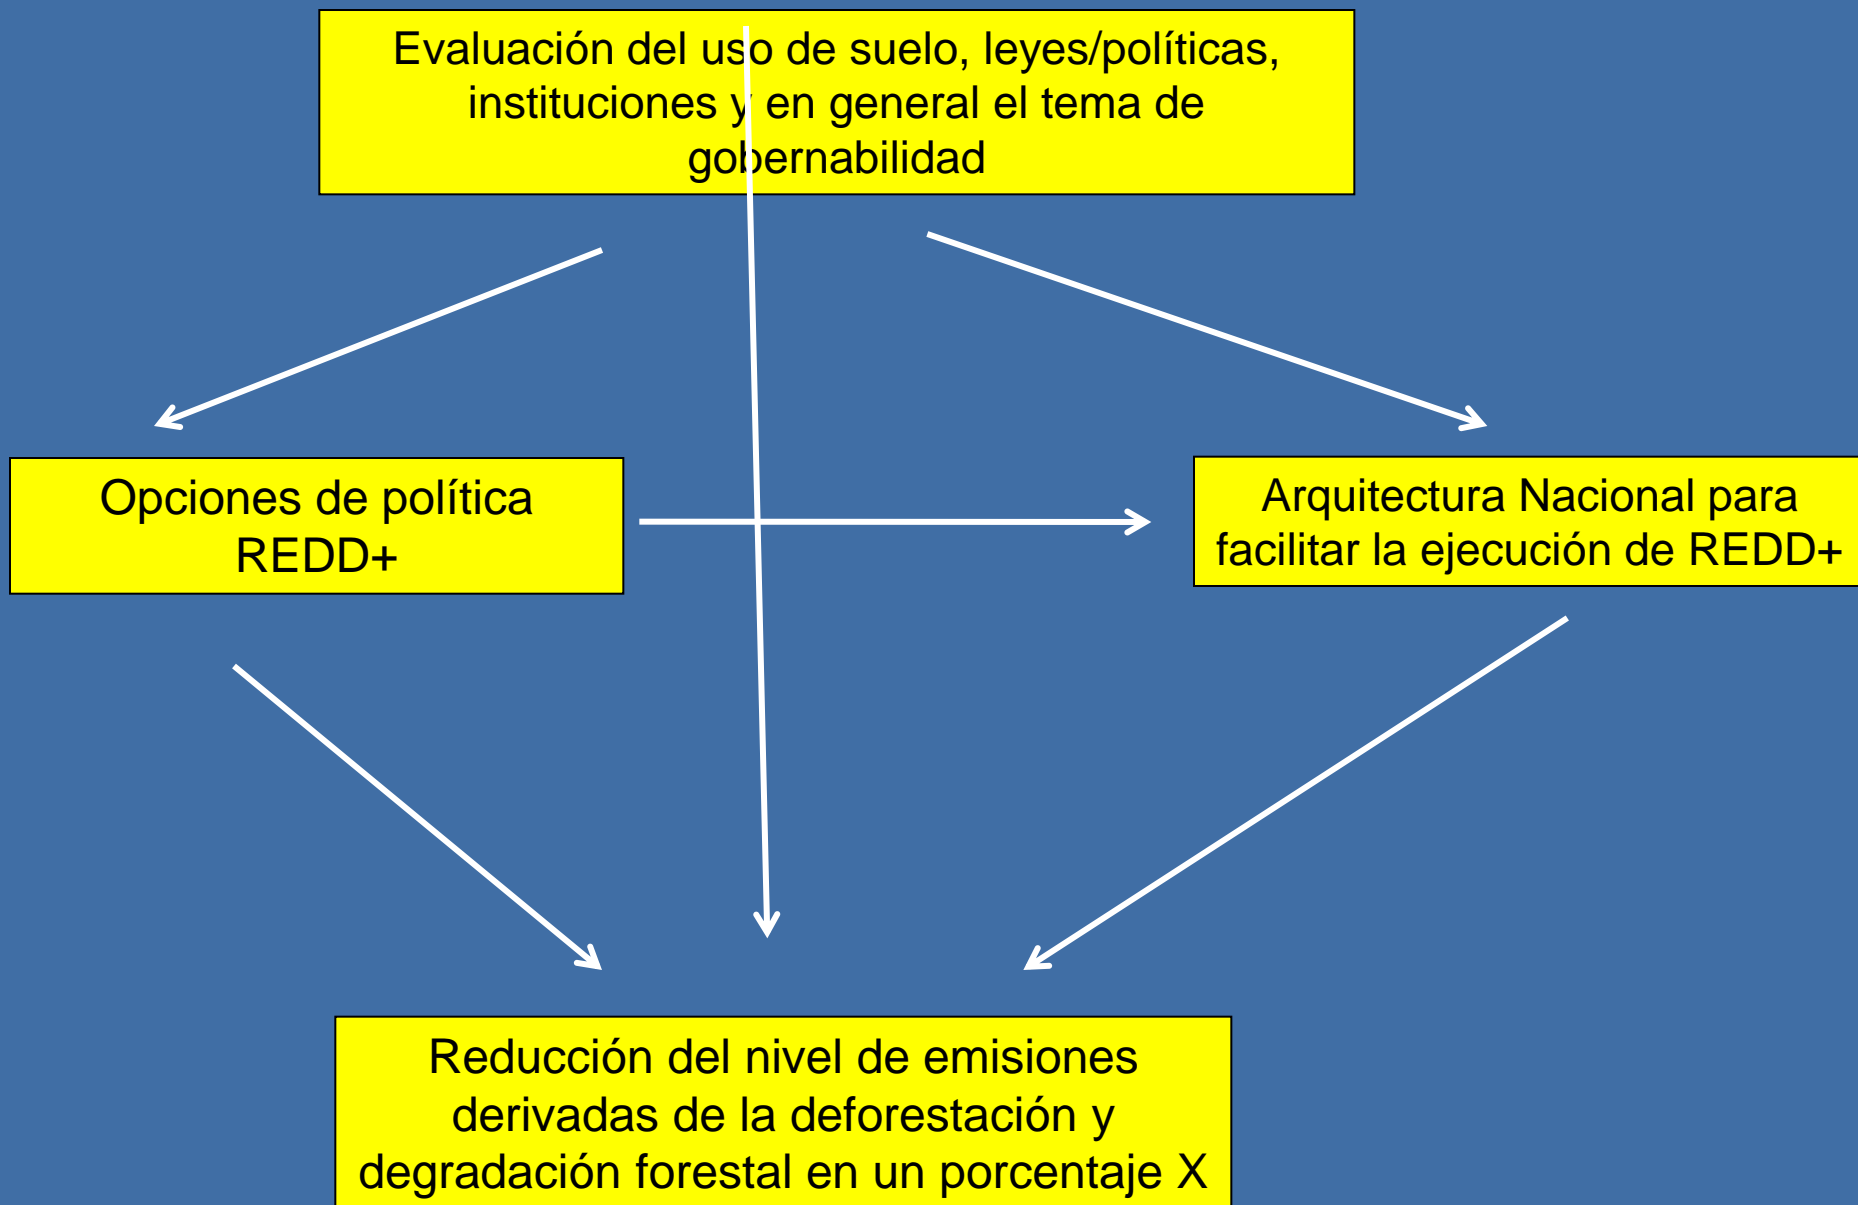 Evaluación del uso de suelo, leyes/políticas,
instituciones y en general el tema de
gobernabilidad
Opciones de política
REDD+
Arquitectura Nacional para
facilitar la ejecución de REDD+
Reducción del nivel de emisiones
derivadas de la deforestación y
degradación forestal en un porcentaje X